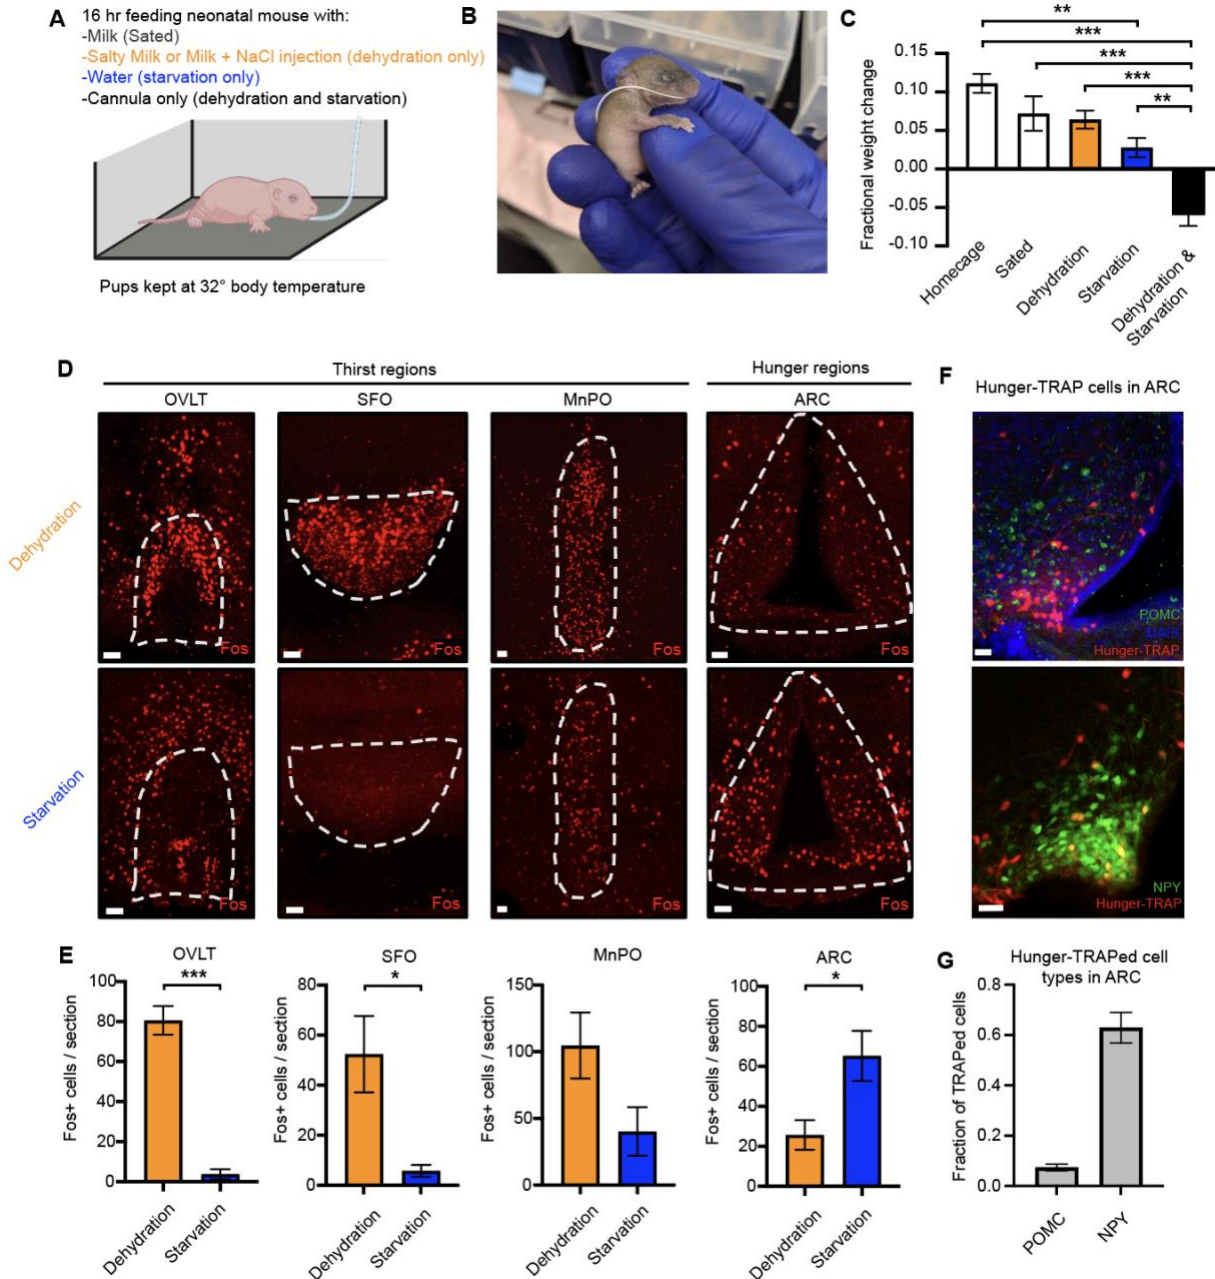 A
16 hr feeding neonatal mouse with:
-Milk (Sated)
-Salty Milk or Milk + NaCl injection (dehydration only)
-Water (starvation only)
-Cannula only (dehydration and starvation)
Pups kept at 32° body temperature
B
C
**
***
***
***
**
Fractional weight change
0.15
0.10
0.05
0.00
-0.05
-0.10
Homecage
Sated
Dehydration
Starvation
Dehydration &
Starvation
D
Thirst regions
Hunger regions
OVLT
SFO
MnPO
ARC
Dehydration
Fos
Fos
Fos
Fos
Starvation
Fos
Fos
Fos
Fos
F
Hunger-TRAP cells in ARC
POMC
DAPI
Hunger-TRAP
NPY
Hunger-TRAP
E
OVLT
***
Fos+ cells / section
100
80
60
40
20
0
Dehydration
Starvation
SFO
*
Fos+ cells / section
80
60
40
20
0
Dehydration
Starvation
MnPO
Fos+ cells / section
150
100
50
0
Dehydration
Starvation
ARC
*
Fos+ cells / section
100
80
60
40
20
0
Dehydration
Starvation
G
Hunger-TRAPed cell
types in ARC
Fraction of TRAPed cells
0.8
0.6
0.4
0.2
0.0
POMC
NPY